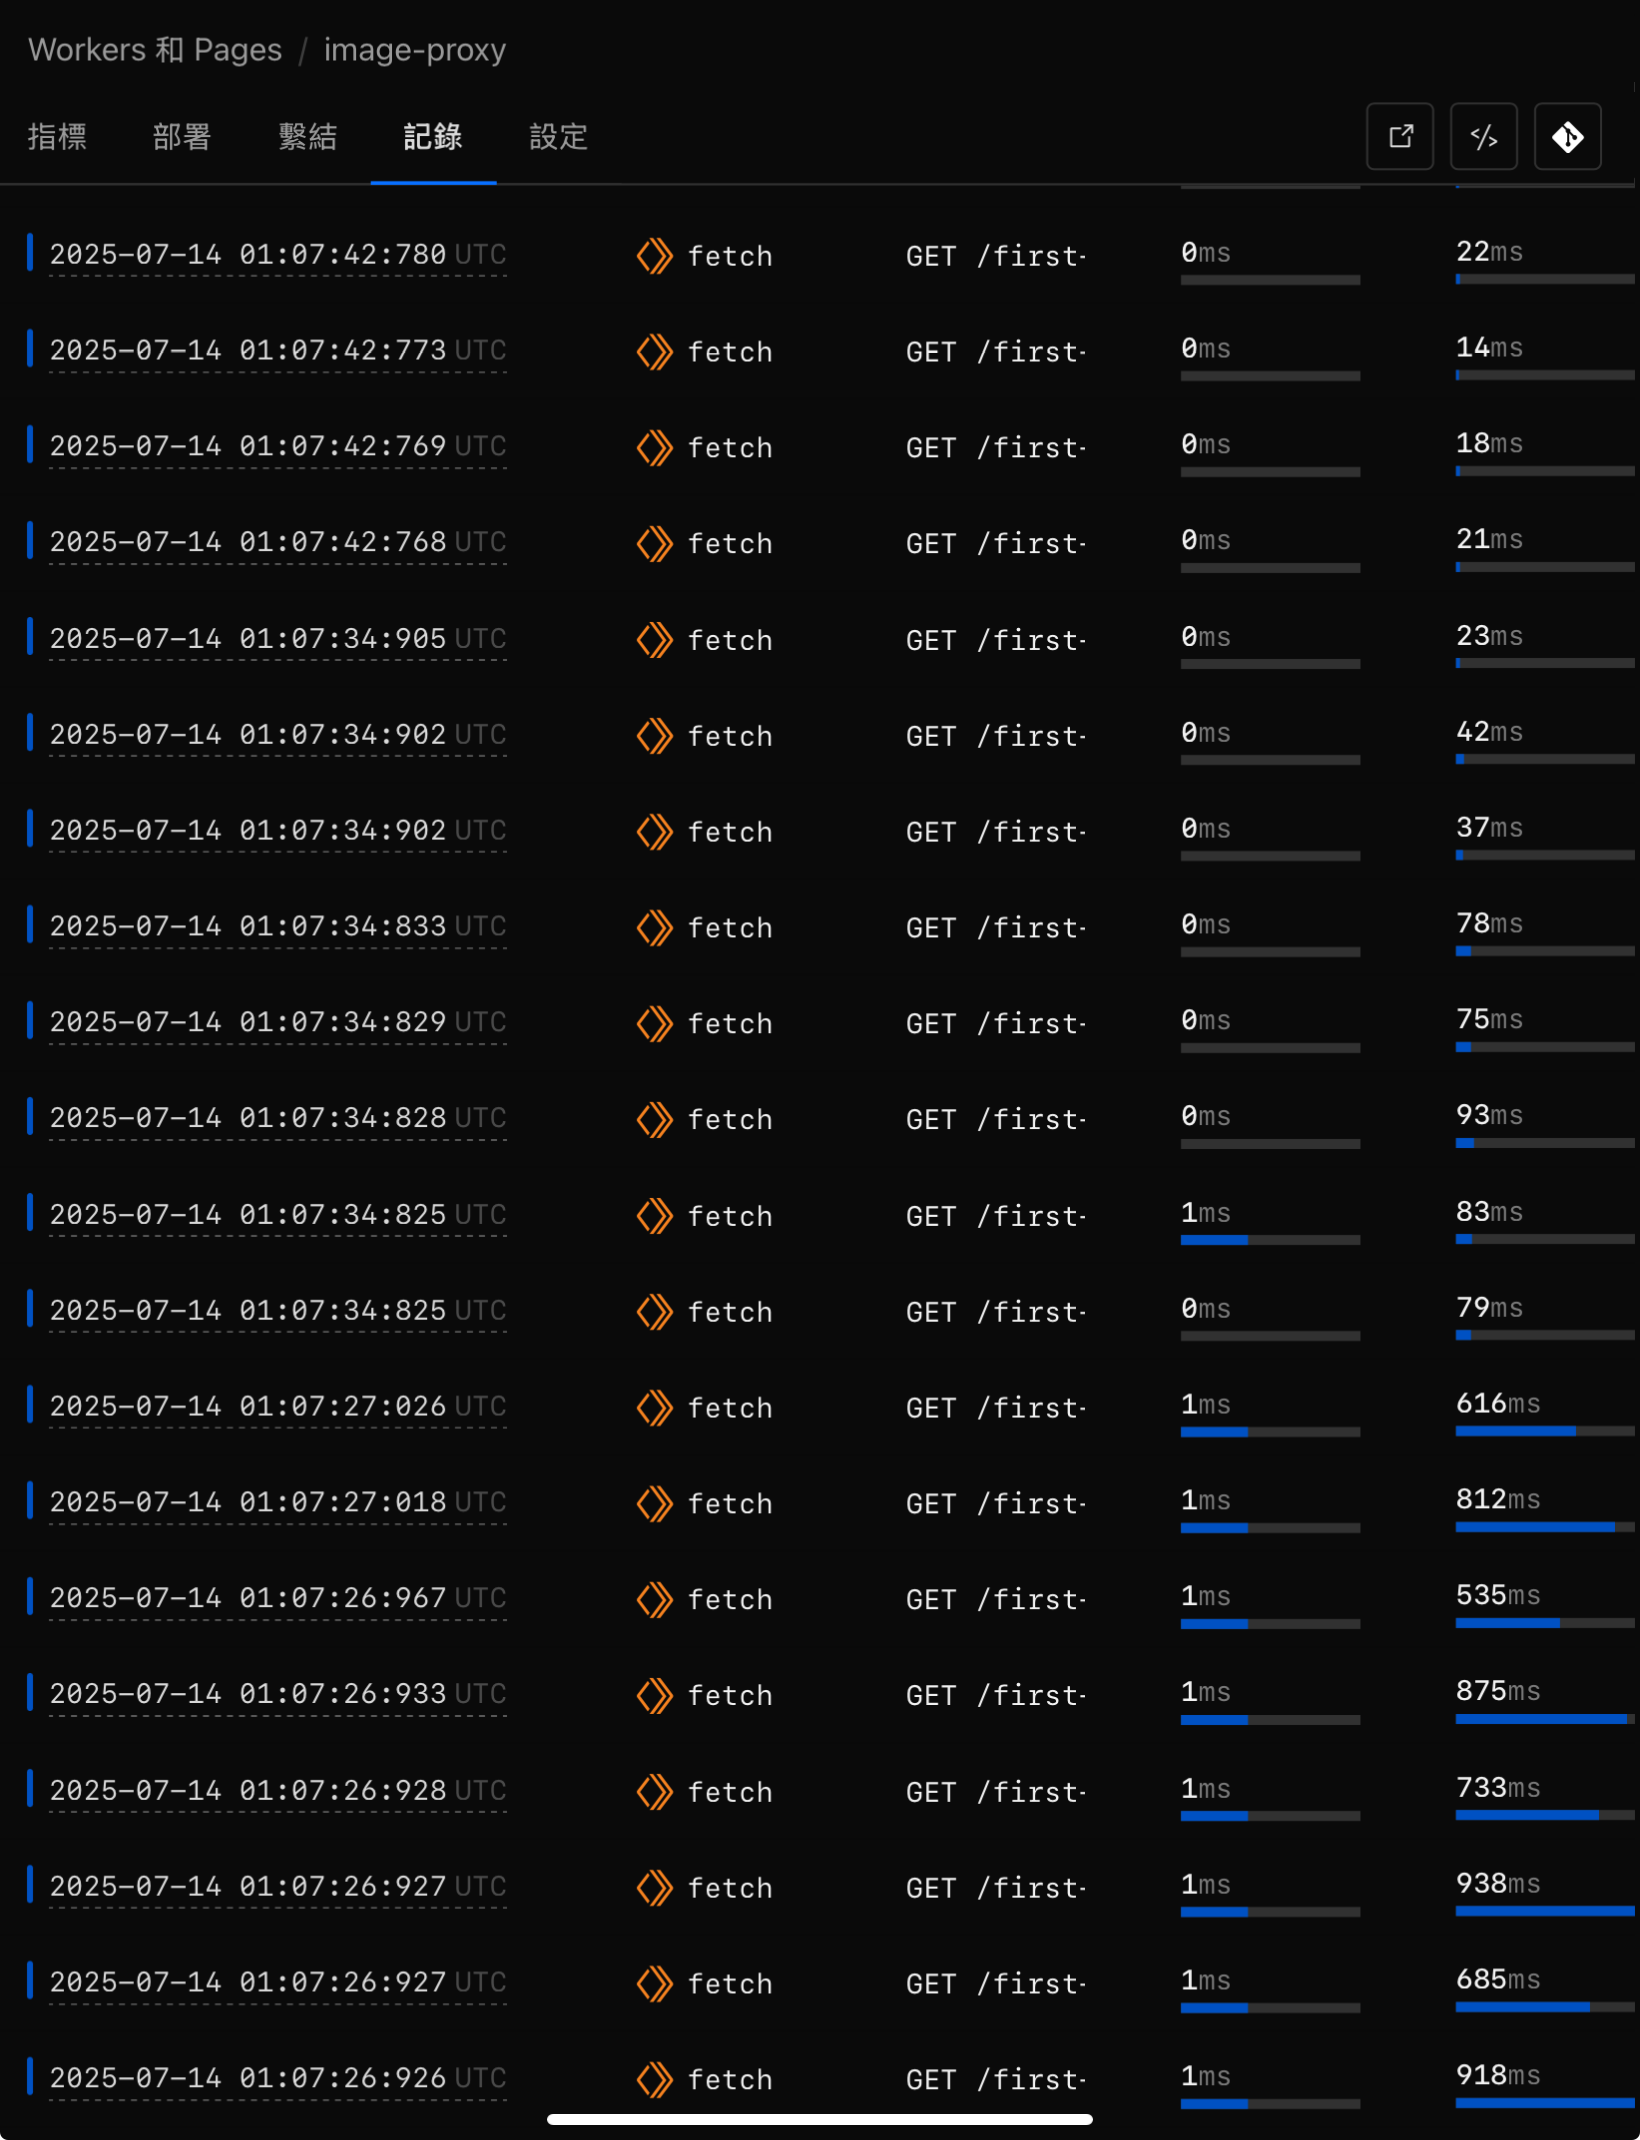 Workers 和 Pages / image-proxy
指標 部署 繫結 記錄 設定
2025-07-14 01:07:42:780 UTC fetch GET /first- 0ms 22ms
2025-07-14 01:07:42:773 UTC fetch GET /first- 0ms 14ms
2025-07-14 01:07:42:769 UTC fetch GET /first- 0ms 18ms
2025-07-14 01:07:42:768 UTC fetch GET /first- 0ms 21ms
2025-07-14 01:07:34:905 UTC fetch GET /first- 0ms 23ms
2025-07-14 01:07:34:902 UTC fetch GET /first- 0ms 42ms
2025-07-14 01:07:34:902 UTC fetch GET /first- 0ms 37ms
2025-07-14 01:07:34:833 UTC fetch GET /first- 0ms 78ms
2025-07-14 01:07:34:829 UTC fetch GET /first- 0ms 75ms
2025-07-14 01:07:34:828 UTC fetch GET /first- 0ms 93ms
2025-07-14 01:07:34:825 UTC fetch GET /first- 1ms 83ms
2025-07-14 01:07:34:825 UTC fetch GET /first- 0ms 79ms
2025-07-14 01:07:27:026 UTC fetch GET /first- 1ms 616ms
2025-07-14 01:07:27:018 UTC fetch GET /first- 1ms 812ms
2025-07-14 01:07:26:967 UTC fetch GET /first- 1ms 535ms
2025-07-14 01:07:26:933 UTC fetch GET /first- 1ms 875ms
2025-07-14 01:07:26:928 UTC fetch GET /first- 1ms 733ms
2025-07-14 01:07:26:927 UTC fetch GET /first- 1ms 938ms
2025-07-14 01:07:26:927 UTC fetch GET /first- 1ms 685ms
2025-07-14 01:07:26:926 UTC fetch GET /first- 1ms 918ms